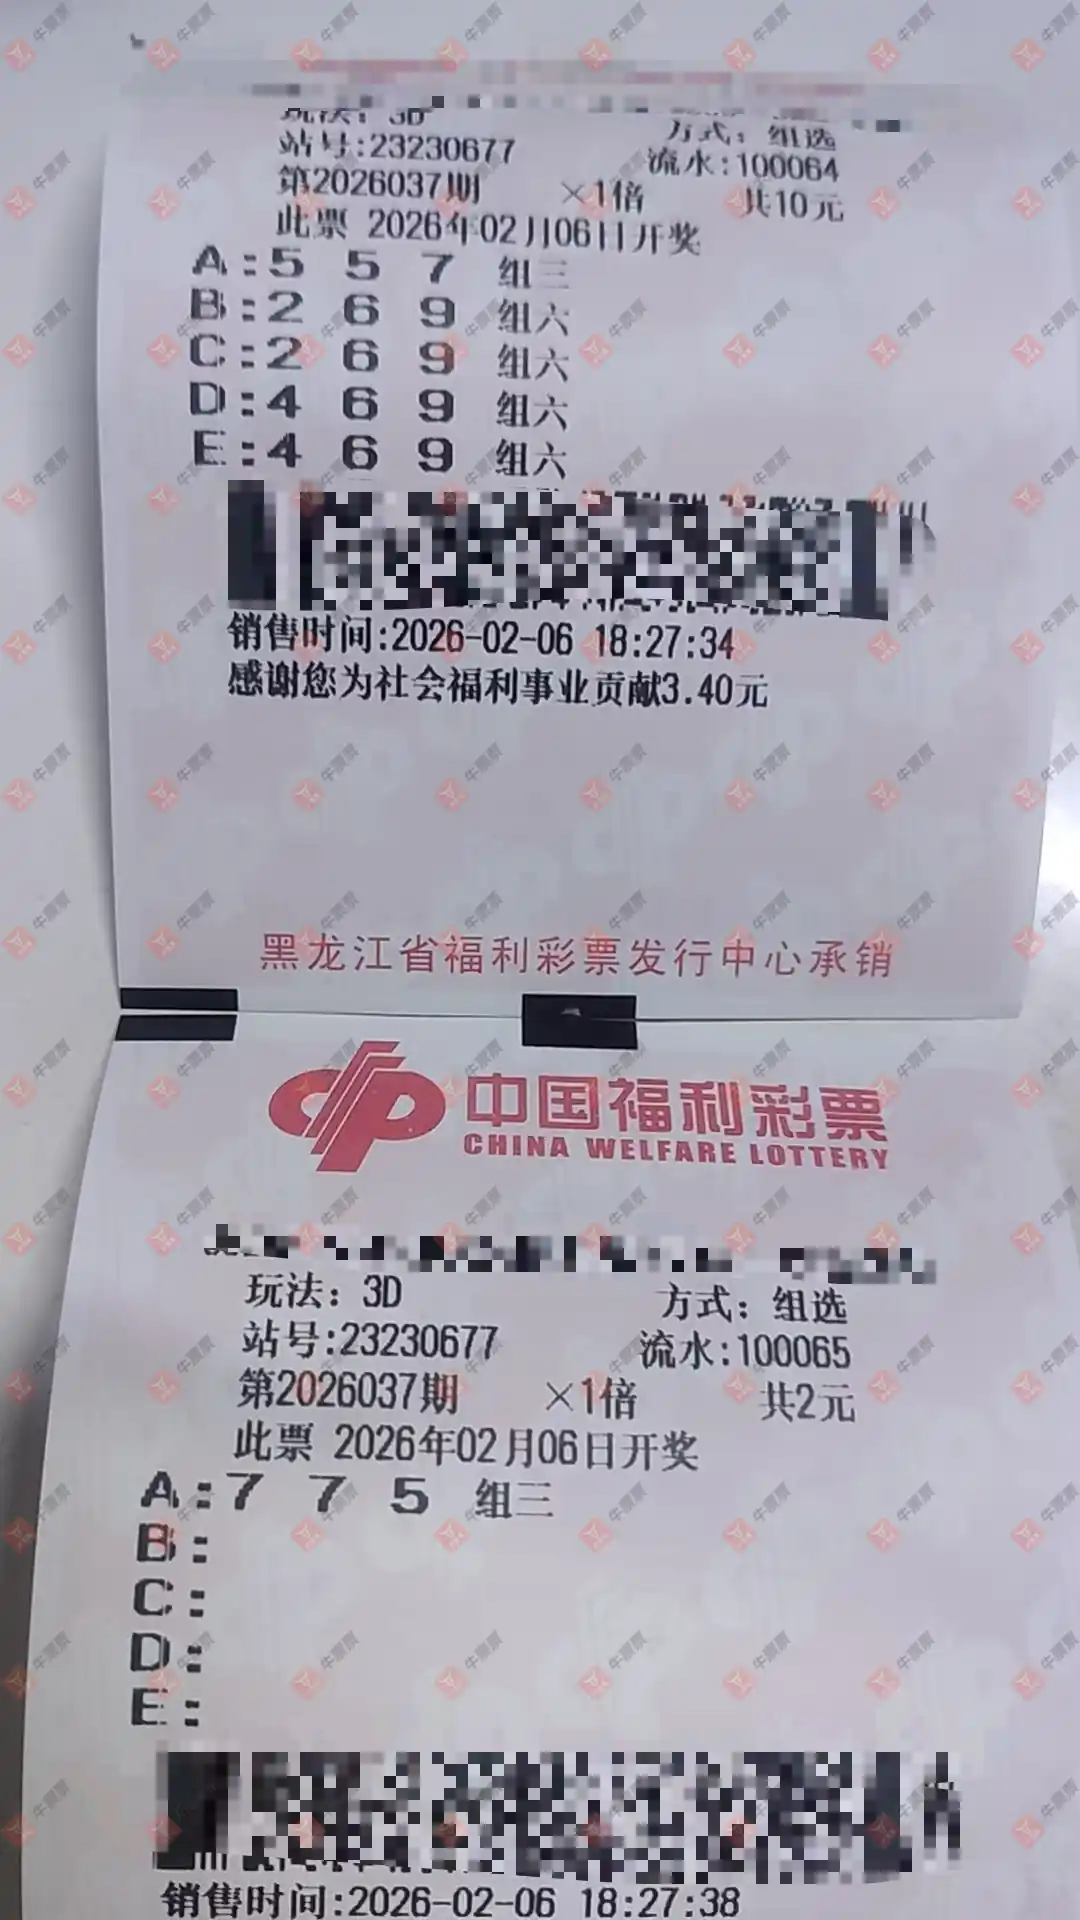 玩法: 3D 方式: 组选
站号:23230677 流水:100064
第2026037期 ×1倍 共10元
此票 2026年02月06日开奖
A:5 5 7 组三
B:2 6 9 组六
C:2 6 9 组六
D:4 6 9 组六
E:4 6 9 组六
销售时间:2026-02-06 18:27:34
感谢您为社会福利事业贡献3.40元
黑龙江省福利彩票发行中心承销
中国福利彩票
CHINA WELFARE LOTTERY
玩法: 3D 方式: 组选
站号:23230677 流水:100065
第2026037期 ×1倍 共2元
此票 2026年02月06日开奖
A:7 7 5 组三
B:
C:
D:
E:
销售时间:2026-02-06 18:27:38
牛票票